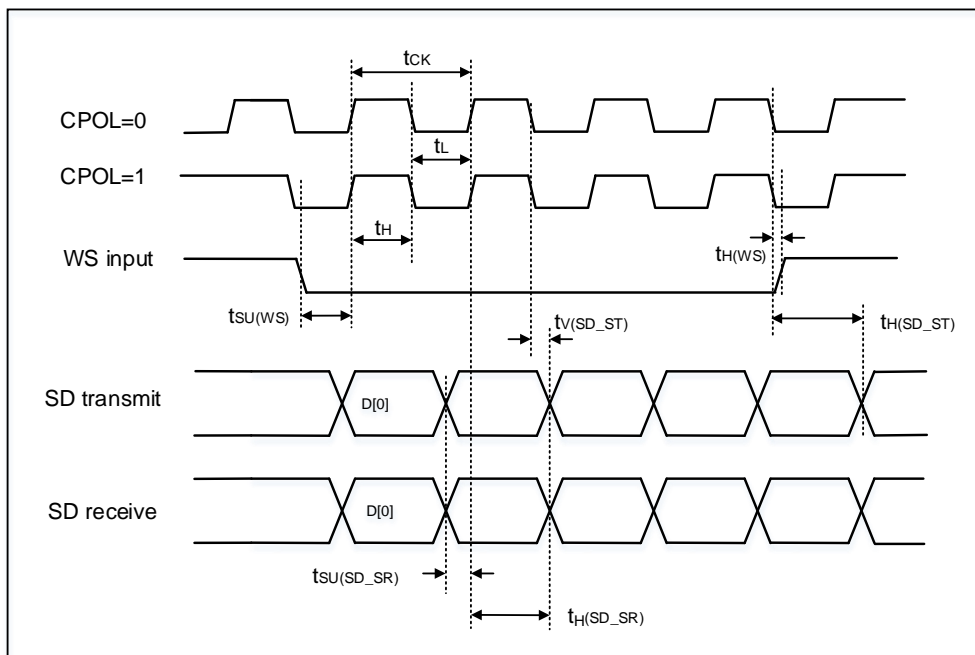 tCK
CPOL=0
tL
CPOL=1
tH
tH(WS)
WS input
tSU(WS)
tV(SD_ST)
tH(SD_ST)
SD transmit
D[0]
SD receive
D[0]
tSU(SD_SR)
tH(SD_SR)